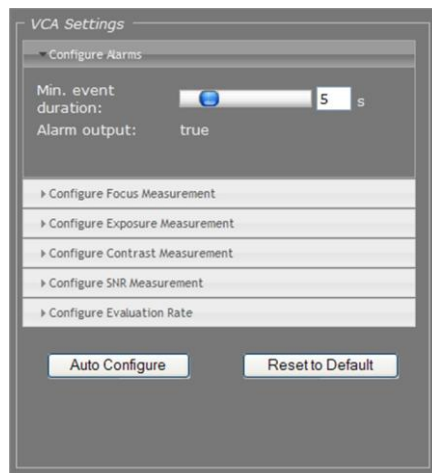 VCA Settings
Configure Alarms
Min. event
duration:
5 s
Alarm output: true
Configure Focus Measurement
Configure Exposure Measurement
Configure Contrast Measurement
Configure SNR Measurement
Configure Evaluation Rate
Auto Configure Reset to Default